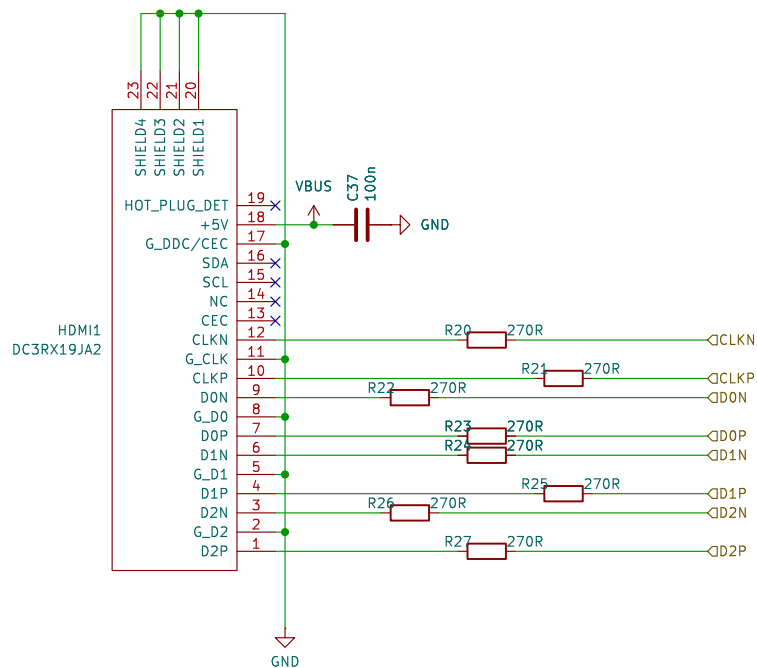 23
22
21
20
SHIELD4
SHIELD3
SHIELD2
SHIELD1
C37
100n
VBUS
HOT_PLUG_DET 19
+5V 18
GND
G_DDC/CEC 17
SDA 16
SCL 15
NC 14
CEC 13
HDMI1
DC3RX19JA2
CLKN 12 R20 270R CLKN
G_CLK 11
CLKP 10 R21 270R CLKP
D0N 9 R22 270R D0N
G_D0 8
D0P 7 R23 270R D0P
D1N 6 R24 270R D1N
G_D1 5
D1P 4 R25 270R D1P
D2N 3 R26 270R D2N
G_D2 2
D2P 1 R27 270R D2P
GND